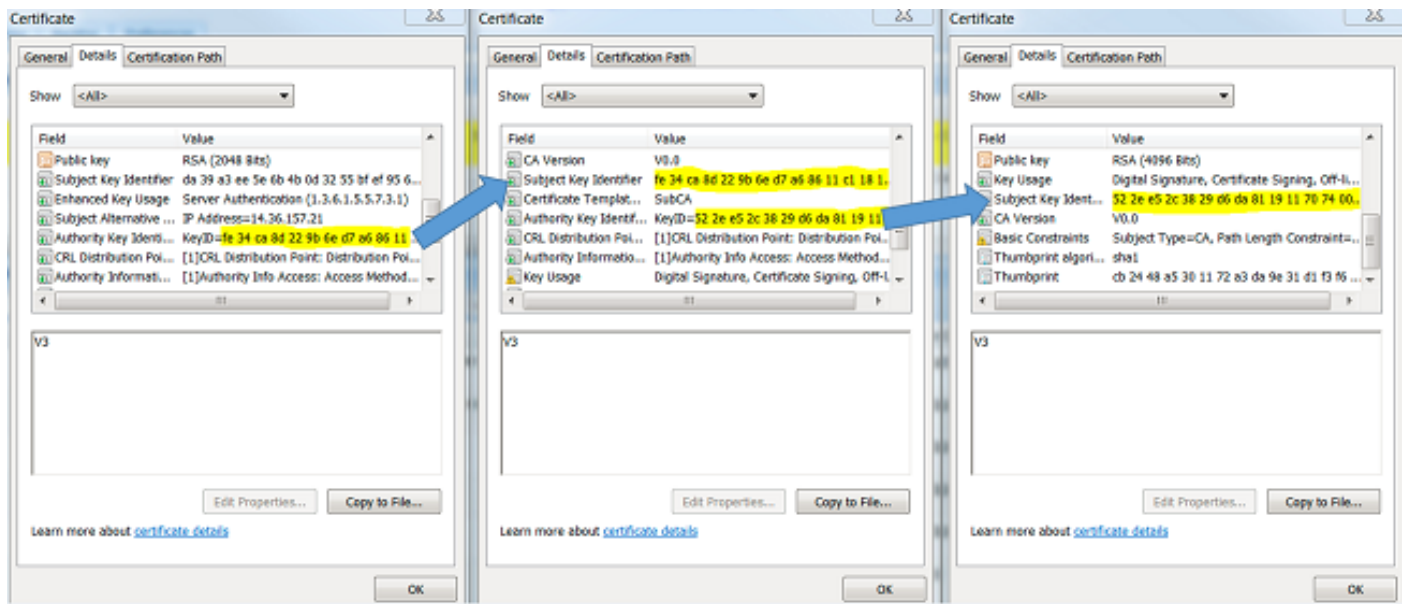 Certificate
General Details Certification Path
Show <All>
Field Value
Public key RSA (2048 Bits)
Subject Key Identifier da 39 a3 ee 5e 6b 4b 0d 32 55 bf ef 95 6...
Enhanced Key Usage Server Authentication (1.3.6.1.5.5.7.3.1)
Subject Alternative ... IP Address=14.36.157.21
Authority Key Identi... KeyID=fe 34 ca 8d 22 9b 6e d7 a6 86 11
CRL Distribution Poi... [1]CRL Distribution Point: Distribution Poi...
Authority Informati... [1]Authority Info Access: Access Method...
V3
Edit Properties... Copy to File...
Learn more about certificate details
OK
Certificate
General Details Certification Path
Show <All>
Field Value
CA Version V0.0
Subject Key Identifier fe 34 ca 8d 22 9b 6e d7 a6 86 11 c1 18 1...
Certificate Templat... SubCA
Authority Key Identif... KeyID=52 2e e5 2c 38 29 d6 da 81 19 11
CRL Distribution Poi... [1]CRL Distribution Point: Distribution Poi...
Authority Informatio... [1]Authority Info Access: Access Method...
Key Usage Digital Signature, Certificate Signing, Off-l...
V3
Edit Properties... Copy to File...
Learn more about certificate details
OK
Certificate
General Details Certification Path
Show <All>
Field Value
Public key RSA (4096 Bits)
Key Usage Digital Signature, Certificate Signing, Off-li...
Subject Key Ident... 52 2e e5 2c 38 29 d6 da 81 19 11 70 74 00...
CA Version V0.0
Basic Constraints Subject Type=CA, Path Length Constraint=...
Thumbprint algori... sha1
Thumbprint cb 24 48 a5 30 11 72 a3 da 9e 31 d1 f3 f6 ...
V3
Edit Properties... Copy to File...
Learn more about certificate details
OK